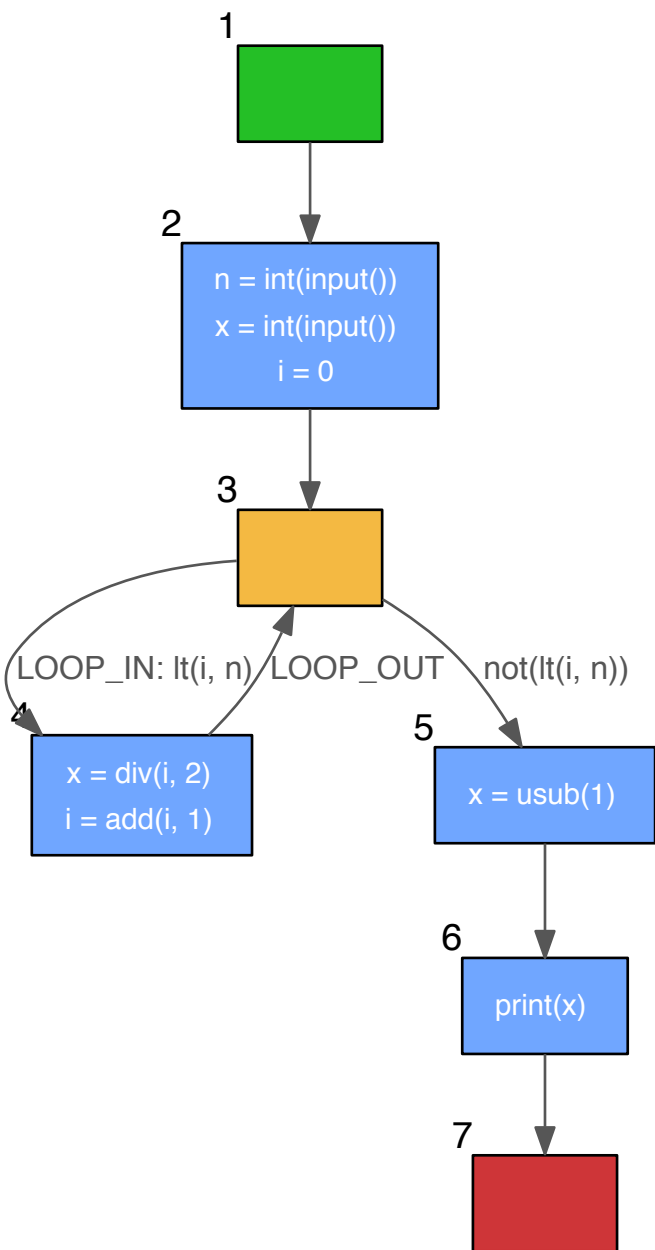 1
2
n = int(input())
x = int(input())
i = 0
3
LOOP_IN: lt(i, n)
LOOP_OUT
not(lt(i, n))
4
x = div(i, 2)
i = add(i, 1)
5
x = usub(1)
6
print(x)
7